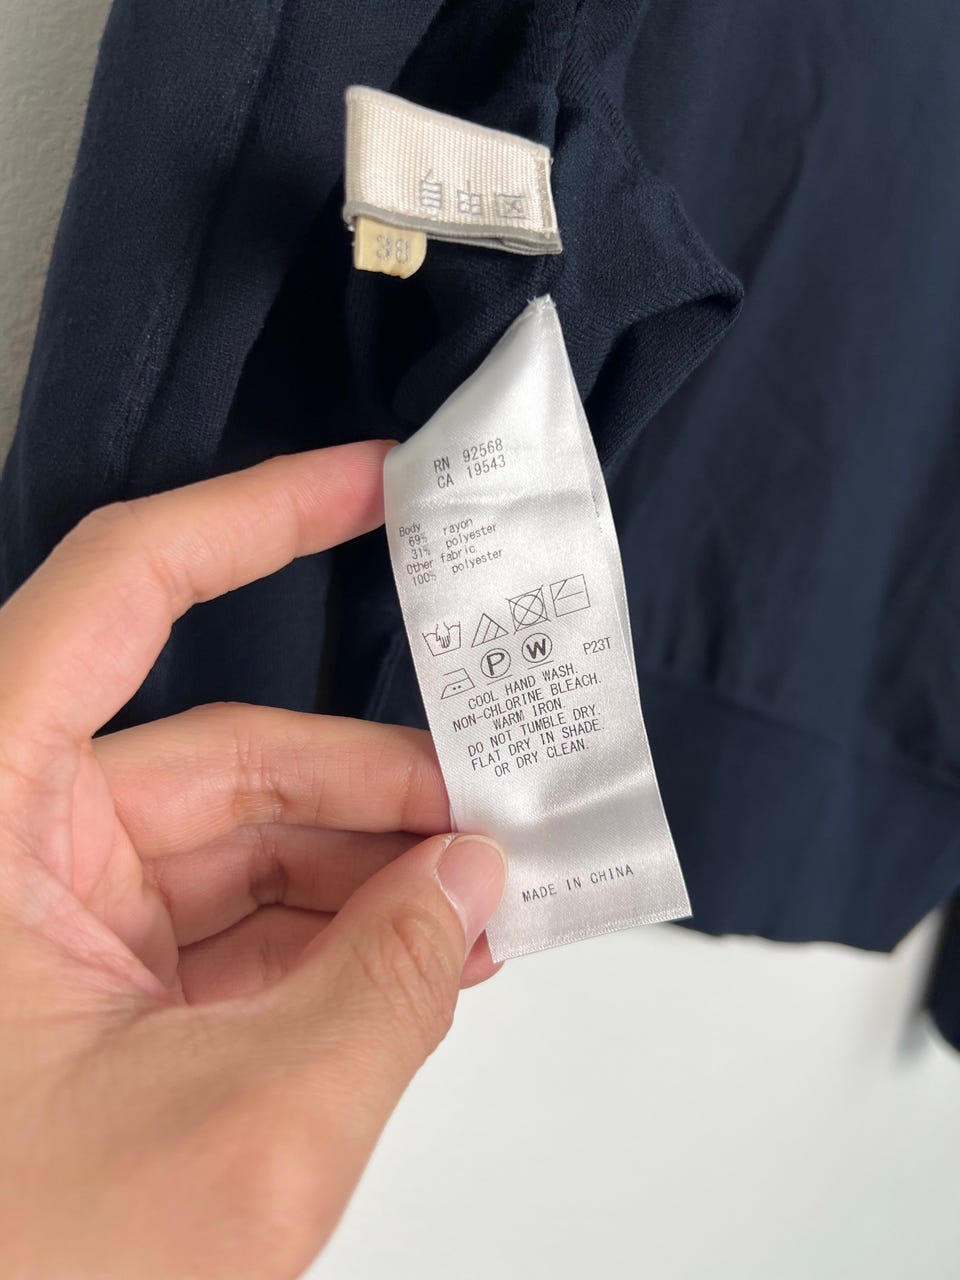 自由区
38
RN 92568
CA 19543
Body
69% rayon
31% polyester
Other fabric
100% polyester
P W P23T
COOL HAND WASH.
NON-CHLORINE BLEACH.
WARM IRON.
DO NOT TUMBLE DRY.
FLAT DRY IN SHADE.
OR DRY CLEAN.
MADE IN CHINA